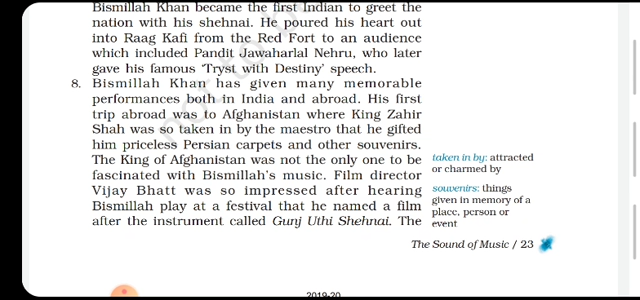 Bismillah Khan became the first Indian to greet the
nation with his shehnai. He poured his heart out
into Raag Kafi from the Red Fort to an audience
which included Pandit Jawaharlal Nehru, who later
gave his famous ‘Tryst with Destiny’ speech.
8. Bismillah Khan has given many memorable
performances both in India and abroad. His first
trip abroad was to Afghanistan where King Zahir
Shah was so taken in by the maestro that he gifted
him priceless Persian carpets and other souvenirs.
The King of Afghanistan was not the only one to be
fascinated with Bismillah's music. Film director
Vijay Bhatt was so impressed after hearing
Bismillah play at a festival that he named a film
after the instrument called Gunj Uthi Shehnai. The
taken in by: attracted
or charmed by
souvenirs: things
given in memory of a
place, person or
event
The Sound of Music / 23
2019-20